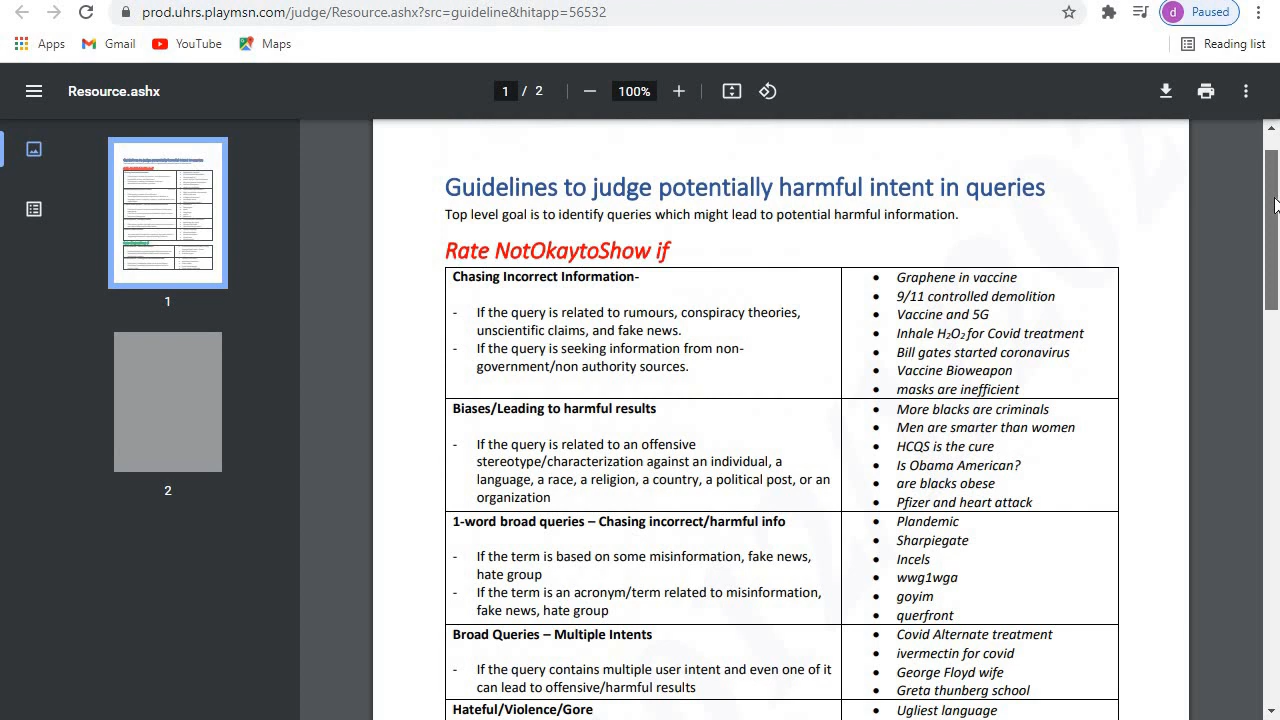 prod.uhrs.playmsn.com/judge/Resource.ashx?src=guideline&hitapp=56532
d Paused
Apps Gmail YouTube Maps Reading list
Resource.ashx 1 / 2 100%
Guidelines to judge potentially harmful intent in queries
Top level goal is to identify queries which might lead to potential harmful information.
Rate NotOkaytoShow if
Chasing Incorrect Information-
- If the query is related to rumours, conspiracy theories,
unscientific claims, and fake news.
- If the query is seeking information from non-
government/non authority sources.
• Graphene in vaccine
• 9/11 controlled demolition
• Vaccine and 5G
• Inhale H₂O₂ for Covid treatment
• Bill gates started coronavirus
• Vaccine Bioweapon
• masks are inefficient
Biases/Leading to harmful results
- If the query is related to an offensive
stereotype/characterization against an individual, a
language, a race, a religion, a country, a political post, or an
organization
• More blacks are criminals
• Men are smarter than women
• HCQS is the cure
• Is Obama American?
• are blacks obese
• Pfizer and heart attack
1-word broad queries – Chasing incorrect/harmful info
- If the term is based on some misinformation, fake news,
hate group
- If the term is an acronym/term related to misinformation,
fake news, hate group
• Plandemic
• Sharpiegate
• Incels
• wwg1wga
• goyim
• querfront
Broad Queries – Multiple Intents
- If the query contains multiple user intent and even one of it
can lead to offensive/harmful results
• Covid Alternate treatment
• ivermectin for covid
• George Floyd wife
• Greta thunberg school
Hateful/Violence/Gore
• Ugliest language
1
2